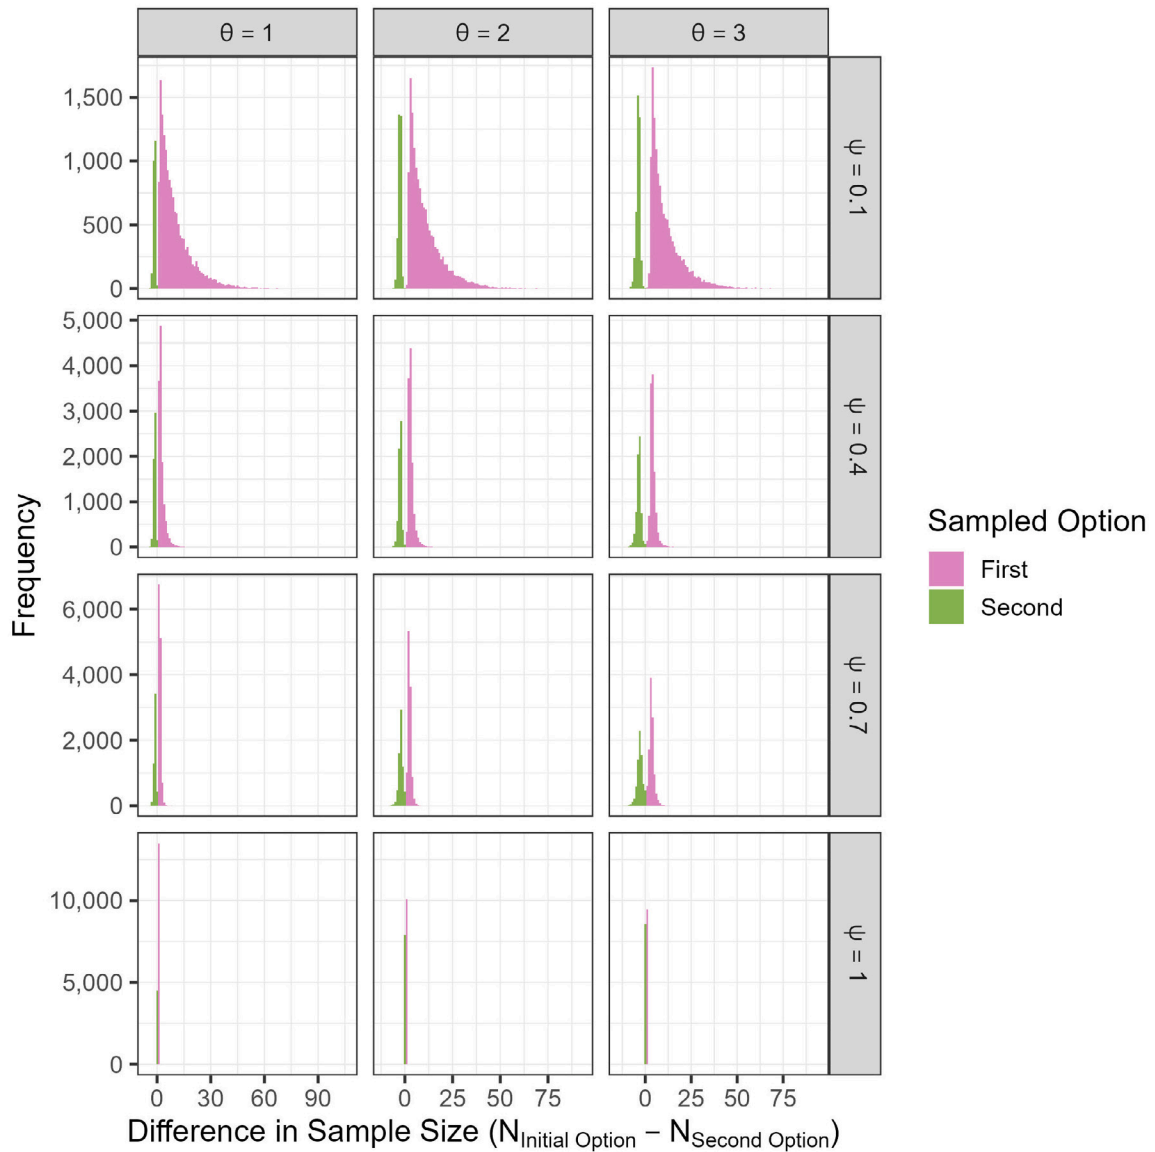 θ = 1
θ = 2
θ = 3
1,500
1,000
500
0
ψ = 0.1
5,000
4,000
3,000
2,000
1,000
0
ψ = 0.4
6,000
4,000
2,000
0
ψ = 0.7
10,000
5,000
0
ψ = 1
0 30 60 90
0 25 50 75
0 25 50 75
Frequency
Difference in Sample Size (N Initial Option − N Second Option)
Sampled Option
First
Second